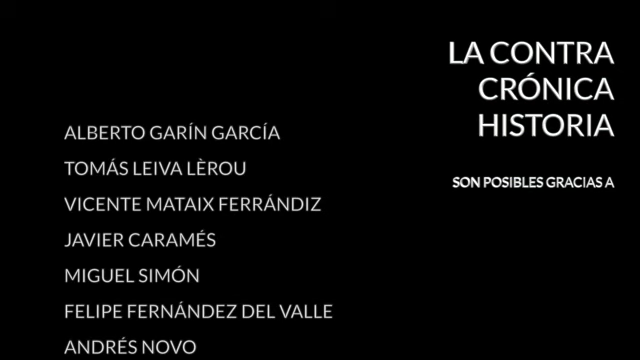 LA CONTRA
CRÓNICA
HISTORIA
SON POSIBLES GRACIAS A
ALBERTO GARÍN GARCÍA
TOMÁS LEIVA LÈROU
VICENTE MATAIX FERRÁNDIZ
JAVIER CARAMÉS
MIGUEL SIMÓN
FELIPE FERNÁNDEZ DEL VALLE
ANDRÉS NOVO